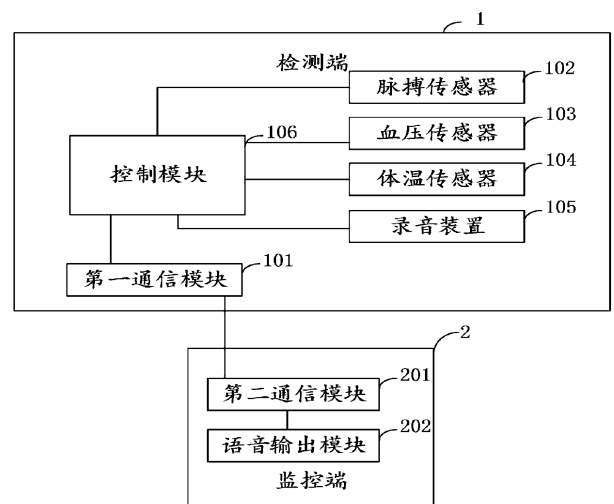 1
检测端
脉搏传感器
102
血压传感器
103
106
控制模块
体温传感器
104
录音装置
105
第一通信模块
101
2
第二通信模块
201
语音输出模块
202
监控端